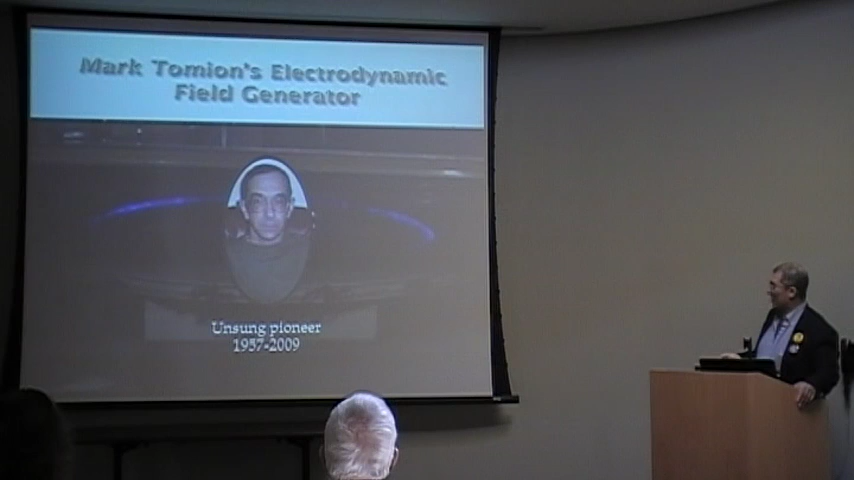 Mark Tomion's Electrodynamic
Field Generator
Unsung pioneer
1957-2009